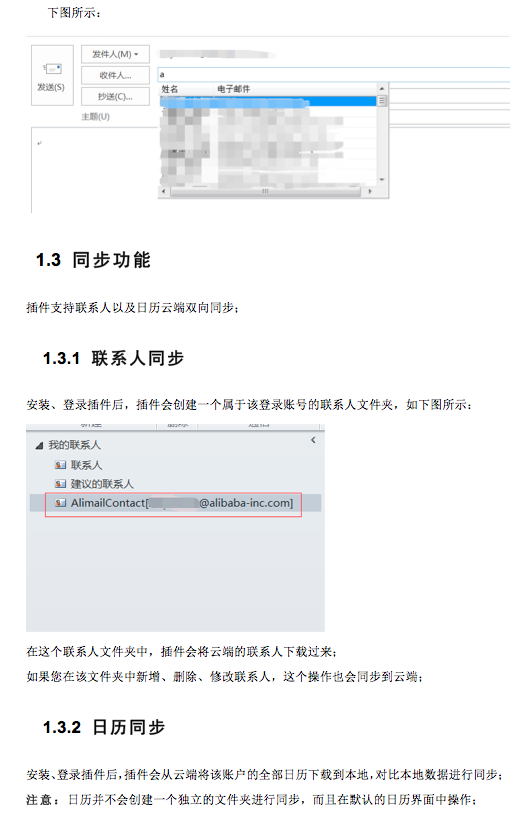 下图所示：
发件人(M)
收件人...
a
发送(S)
抄送(C)...
主题(U)
姓名 电子邮件
1.3 同步功能
插件支持联系人以及日历云端双向同步；
1.3.1 联系人同步
安装、登录插件后，插件会创建一个属于该登录账号的联系人文件夹，如下图所示：
我的联系人
联系人
建议的联系人
AlimailContact[ @alibaba-inc.com]
在这个联系人文件夹中，插件会将云端的联系人下载过来；
如果您在该文件夹中新增、删除、修改联系人，这个操作也会同步到云端；
1.3.2 日历同步
安装、登录插件后，插件会从云端将该账户的全部日历下载到本地，对比本地数据进行同步；
注意：日历并不会创建一个独立的文件夹进行同步，而且在默认的日历界面中操作；